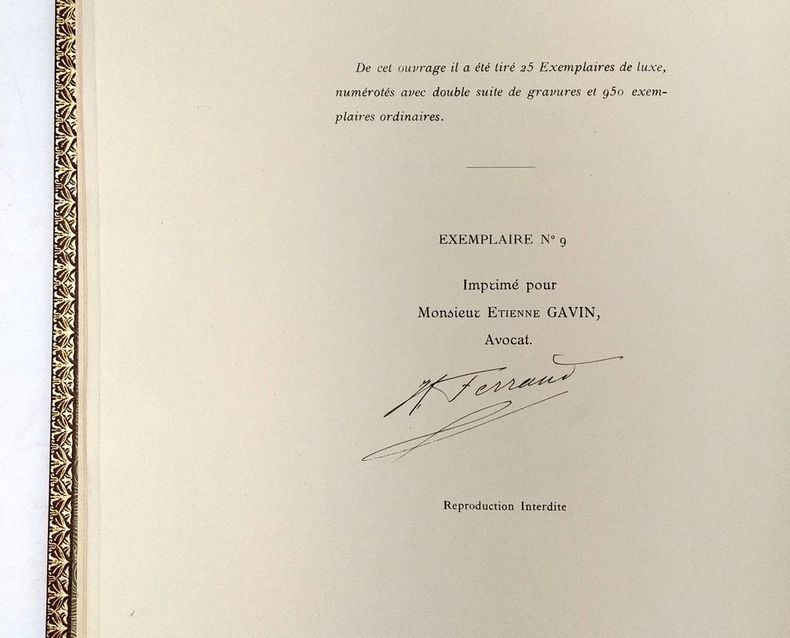 De cet ouvrage il a été tiré 25 Exemplaires de luxe,
numérotés avec double suite de gravures et 950 exem-
plaires ordinaires.
EXEMPLAIRE Nº 9
Imprimé pour
Monsieur ETIENNE GAVIN,
Avocat.
H. Ferrand
Reproduction Interdite